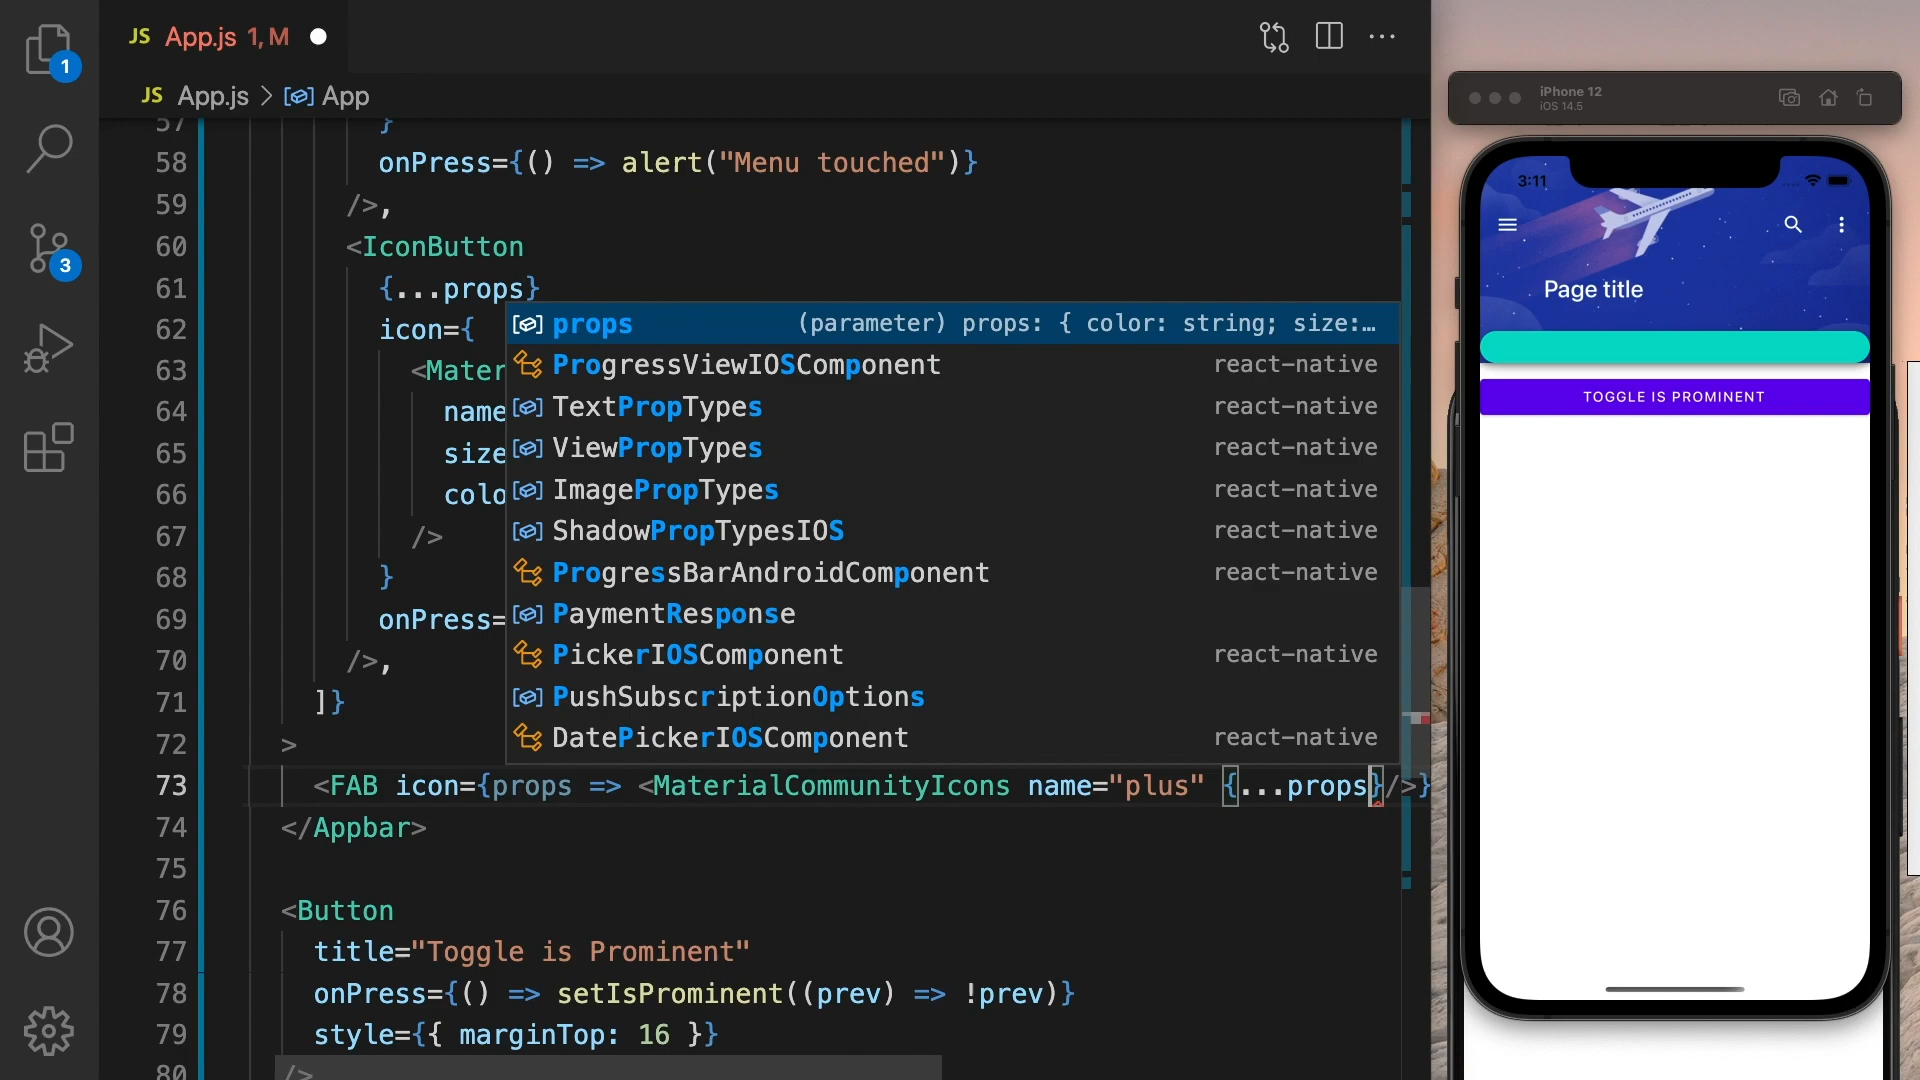 JS App.js 1, M
1
JS App.js > App
57 }
58 onPress={() => alert("Menu touched")}
59 />,
60 <IconButton
61 {...props}
62 icon={
63 <Mater
64 name
65 size
66 colo
67 />
68 }
69 onPress=
70 />,
71 ]}
72 >
73 <FAB icon={props => <MaterialCommunityIcons name="plus" {...props}/>}
74 </Appbar>
75
76 <Button
77 title="Toggle is Prominent"
78 onPress={() => setIsProminent((prev) => !prev)}
79 style={{ marginTop: 16 }}
80 />
3
props (parameter) props: { color: string; size:…
ProgressViewIOSComponent react-native
TextPropTypes react-native
ViewPropTypes react-native
ImagePropTypes react-native
ShadowPropTypesIOS react-native
ProgressBarAndroidComponent react-native
PaymentResponse
PickerIOSComponent react-native
PushSubscriptionOptions
DatePickerIOSComponent react-native
iPhone 12
iOS 14.5
3:11
Page title
TOGGLE IS PROMINENT